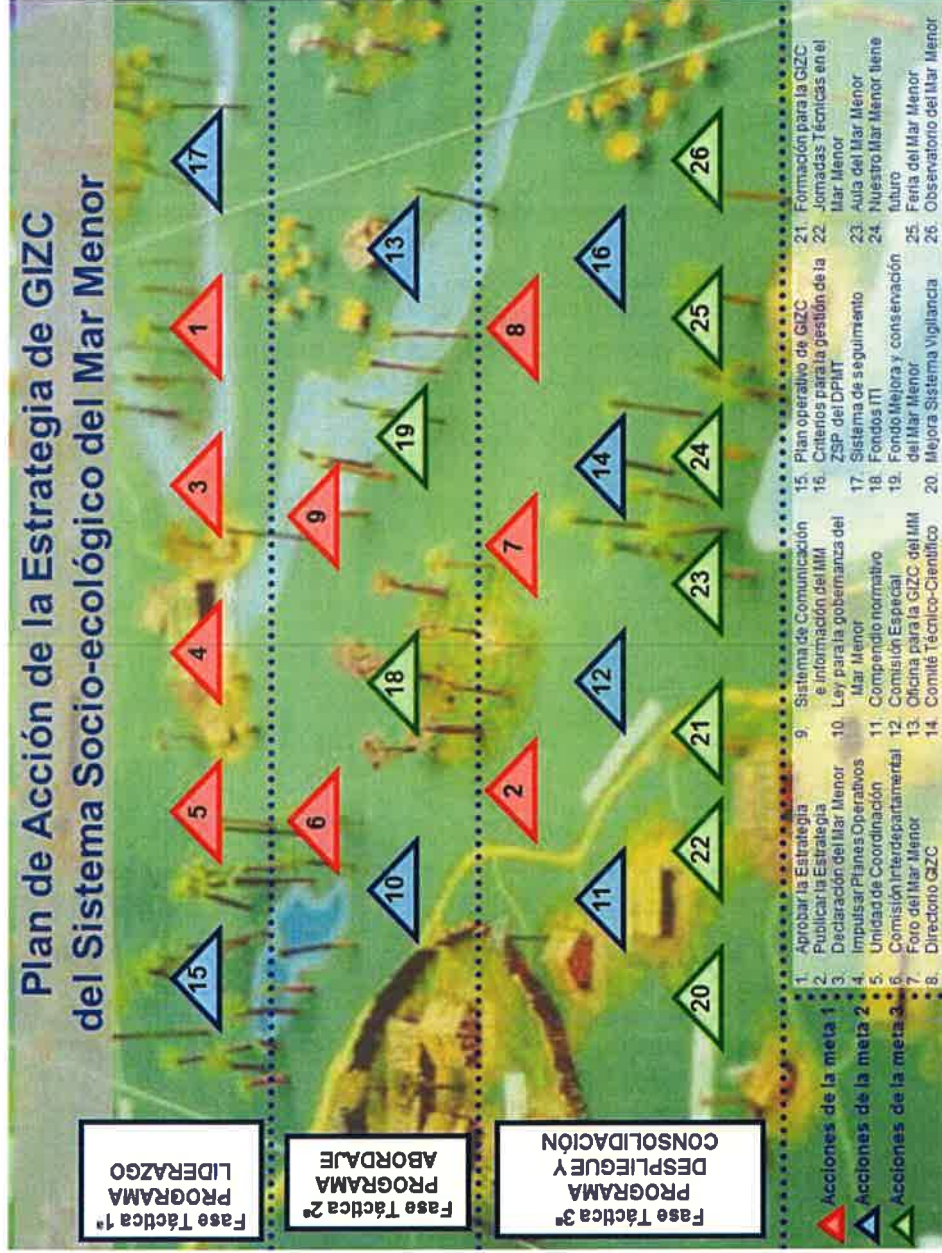 Plan de Acción de la Estrategia de GIZC
del Sistema Socio-ecológico del Mar Menor
Fase Táctica 1ª
PROGRAMA
LIDERAZGO
15
5
4
3
1
17
Fase Táctica 2ª
PROGRAMA
ABORDAJE
6
9
10
18
19
13
Fase Táctica 3ª
PROGRAMA
DESPLIEGUE Y
CONSOLIDACIÓN
2
7
8
11
12
14
16
20
22
21
23
24
25
26
Acciones de la meta 1
Acciones de la meta 2
Acciones de la meta 3
1. Aprobar la Estrategia
2. Publicar la Estrategia
3. Declaración del Mar Menor
4. Impulsar Planes Operativos
5. Unidad de Coordinación
6. Comisión Interdepartamental
7. Foro del Mar Menor
8. Directorio GIZC
9. Sistema de Comunicación
e Información del MM
10. Ley para la gobernanza del
Mar Menor
11. Compendio normativo
12. Comisión Especial
13. Oficina para la GIZC del MM
14. Comité Técnico-Científico
15. Plan operativo de GIZC
16. Criterios para la gestión de la
ZSP del DPMT
17. Sistema de seguimiento
18. Fondos ITI
19. Fondo Mejora y conservación
del Mar Menor
20. Mejora Sistema Vigilancia
21. Formación para la GIZC
22. Jornadas Técnicas en el
Mar Menor
23. Aula del Mar Menor
24. Nuestro Mar Menor tiene
futuro
25. Feria del Mar Menor
26. Observatorio del Mar Menor